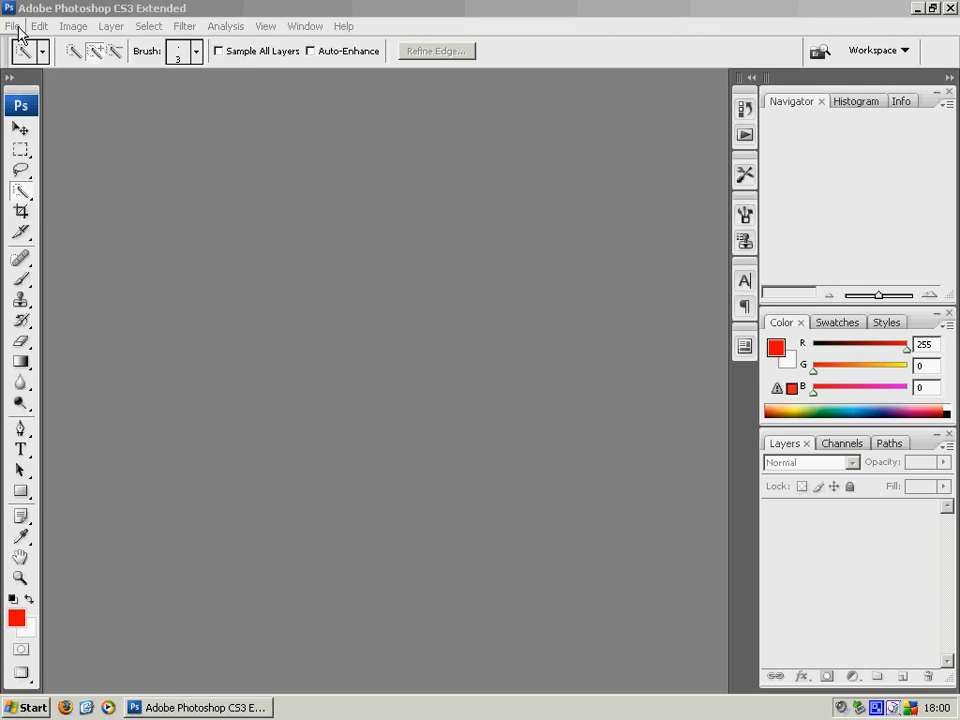 Ps Adobe Photoshop CS3 Extended
File Edit Image Layer Select Filter Analysis View Window Help
Brush: 3 Sample All Layers Auto-Enhance Refine Edge... Workspace
Ps
Navigator Histogram Info
Color Swatches Styles
R 255
G 0
B 0
Layers Channels Paths
Normal Opacity:
Lock: Fill:
T
A
Start Ps Adobe Photoshop CS3 E... 18:00